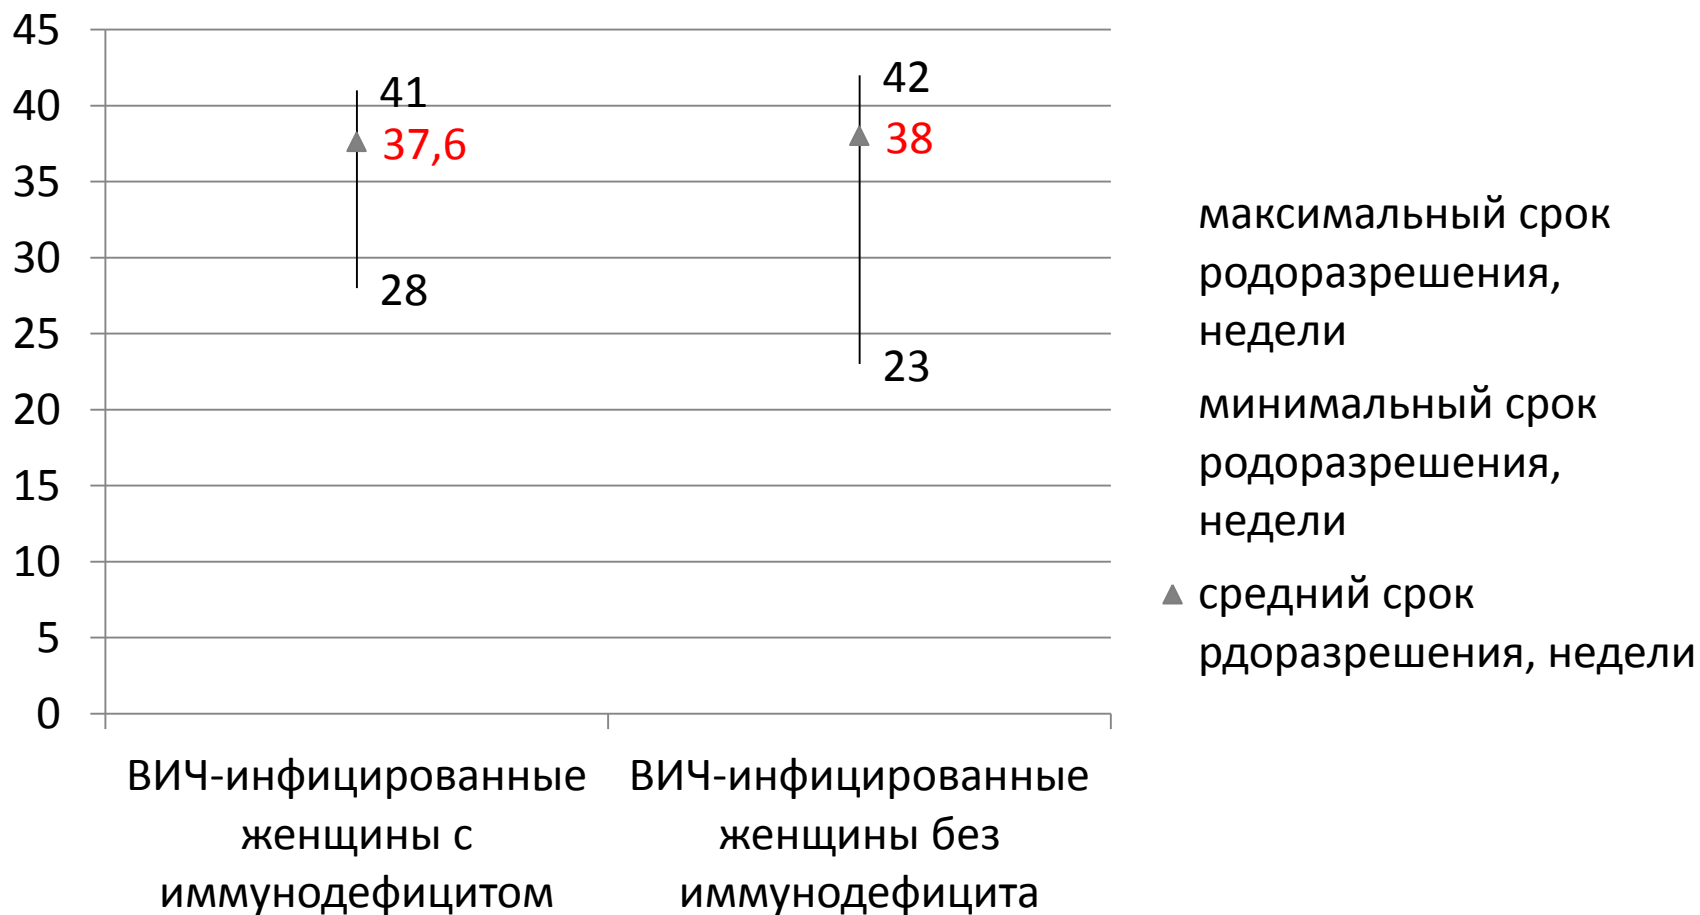 45
40
35
30
25
20
15
10
5
0
41
37,6
28
42
38
23
ВИЧ-инфицированные
женщины с
иммунодефицитом
ВИЧ-инфицированные
женщины без
иммунодефицита
максимальный срок
родоразрешения,
недели
минимальный срок
родоразрешения,
недели
средний срок
рдоразрешения, недели